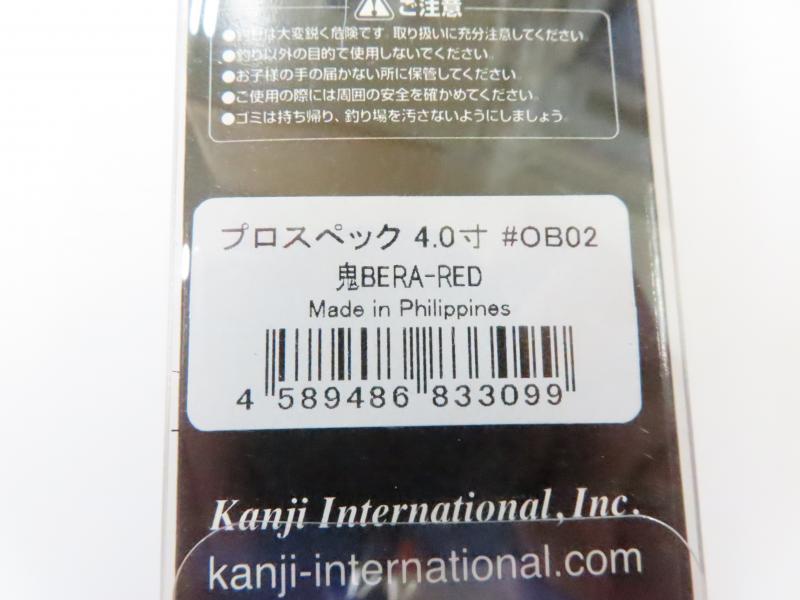 ご注意
●釣針は大変鋭く危険です。取り扱いに充分注意してください。
●釣り以外の目的で使用しないでください。
●お子様の手の届かない所に保管してください。
●ご使用の際には周囲の安全を確かめてください。
●ゴミは持ち帰り、釣り場を汚さないようにしましょう。
プロスペック 4.0寸 #OB02
鬼BERA-RED
Made in Philippines
4 589486 833099
Kanji International, Inc.
kanji-international.com